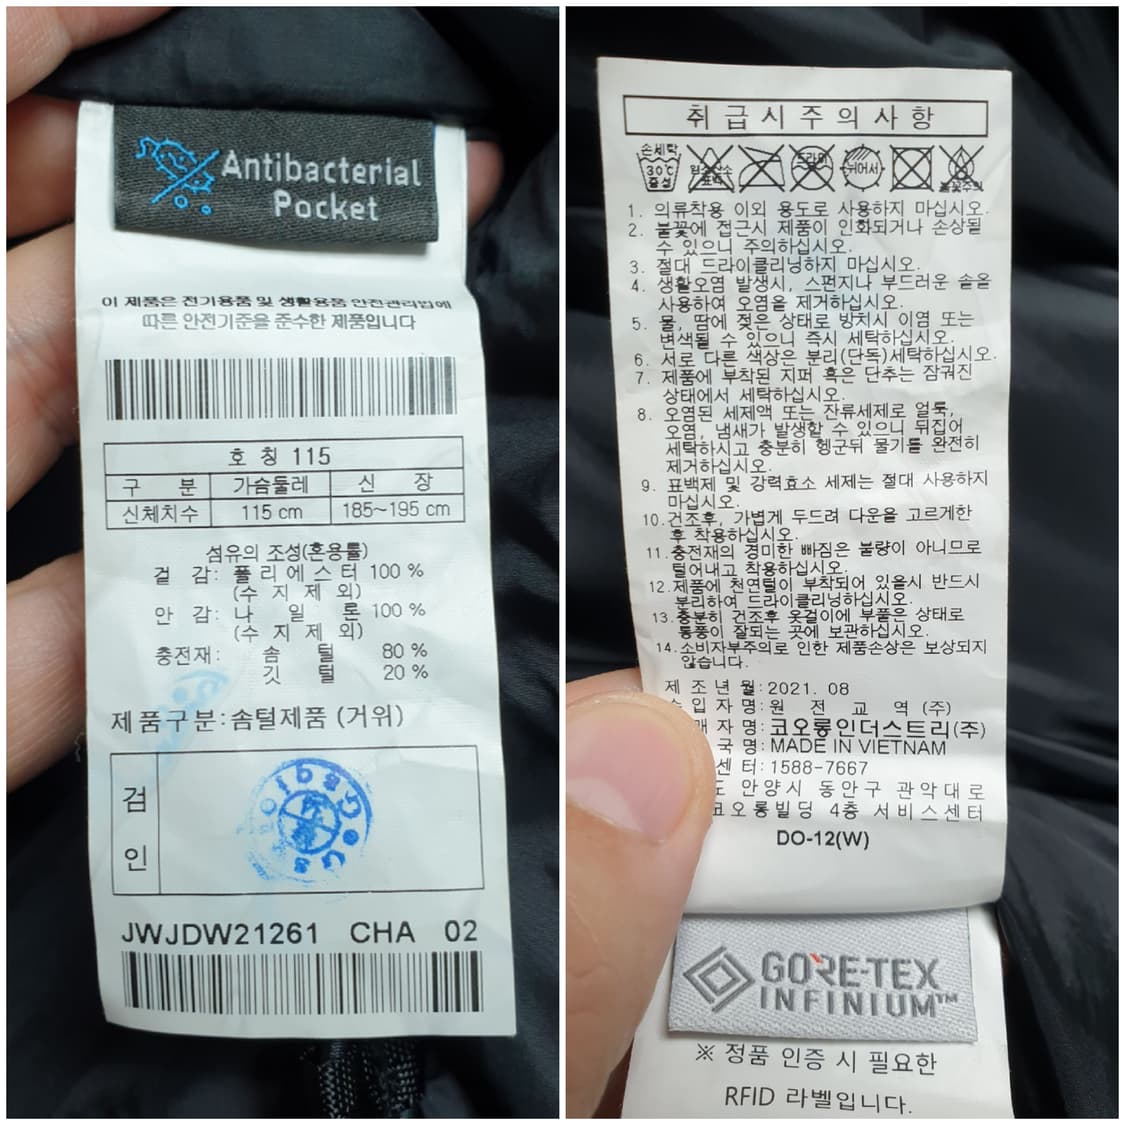 Antibacterial
Pocket
이 제품은 전기용품 및 생활용품 안전관리법에
따른 안전기준을 준수한 제품입니다
호 칭 115
구 분 가슴둘레 신 장
신체치수 115 cm 185~195 cm
섬유의 조성(혼용률)
겉 감: 폴리에스터 100 %
(수 지 제 외)
안 감: 나 일 론 100 %
(수 지 제 외)
충전재: 솜 털 80 %
깃 털 20 %
제품구분:솜털제품 (거위)
검
인
JWJDW21261 CHA 02
취급시주의사항
손세탁
30℃
중성
염소산소
표백
드라이
뉘어서
불꽃주의
1. 의류착용 이외 용도로 사용하지 마십시오.
2. 불꽃에 접근시 제품이 인화되거나 손상될
수 있으니 주의하십시오.
3. 절대 드라이클리닝하지 마십시오.
4. 생활오염 발생시, 스펀지나 부드러운 솔을
사용하여 오염을 제거하십시오.
5. 물, 땀에 젖은 상태로 방치시 이염 또는
변색될 수 있으니 즉시 세탁하십시오.
6. 서로 다른 색상은 분리(단독)세탁하십시오.
7. 제품에 부착된 지퍼 혹은 단추는 잠궈진
상태에서 세탁하십시오.
8. 오염된 세제액 또는 잔류세제로 얼룩,
오염, 냄새가 발생할 수 있으니 뒤집어
세탁하시고 충분히 헹군뒤 물기를 완전히
제거하십시오.
9. 표백제 및 강력효소 세제는 절대 사용하지
마십시오.
10.건조후, 가볍게 두드려 다운을 고르게한
후 착용하십시오.
11.충전재의 경미한 빠짐은 불량이 아니므로
털어내고 착용하십시오.
12.제품에 천연털이 부착되어 있을시 반드시
분리하여 드라이클리닝하십시오.
13.충분히 건조후 옷걸이에 부풀은 상태로
통풍이 잘되는 곳에 보관하십시오.
14.소비자부주의로 인한 제품손상은 보상되지
않습니다.
제 조 년 월: 2021. 08
입 자 명: 원 전 교 역 (주)
매 자 명: 코오롱인더스트리(주)
국 명: MADE IN VIETNAM
센 터: 1588-7667
도 안양시 동안구 관악대로
코오롱빌딩 4층 서비스센터
DO-12(W)
GORE-TEX
INFINIUM™
※ 정품 인증 시 필요한
RFID 라벨입니다.